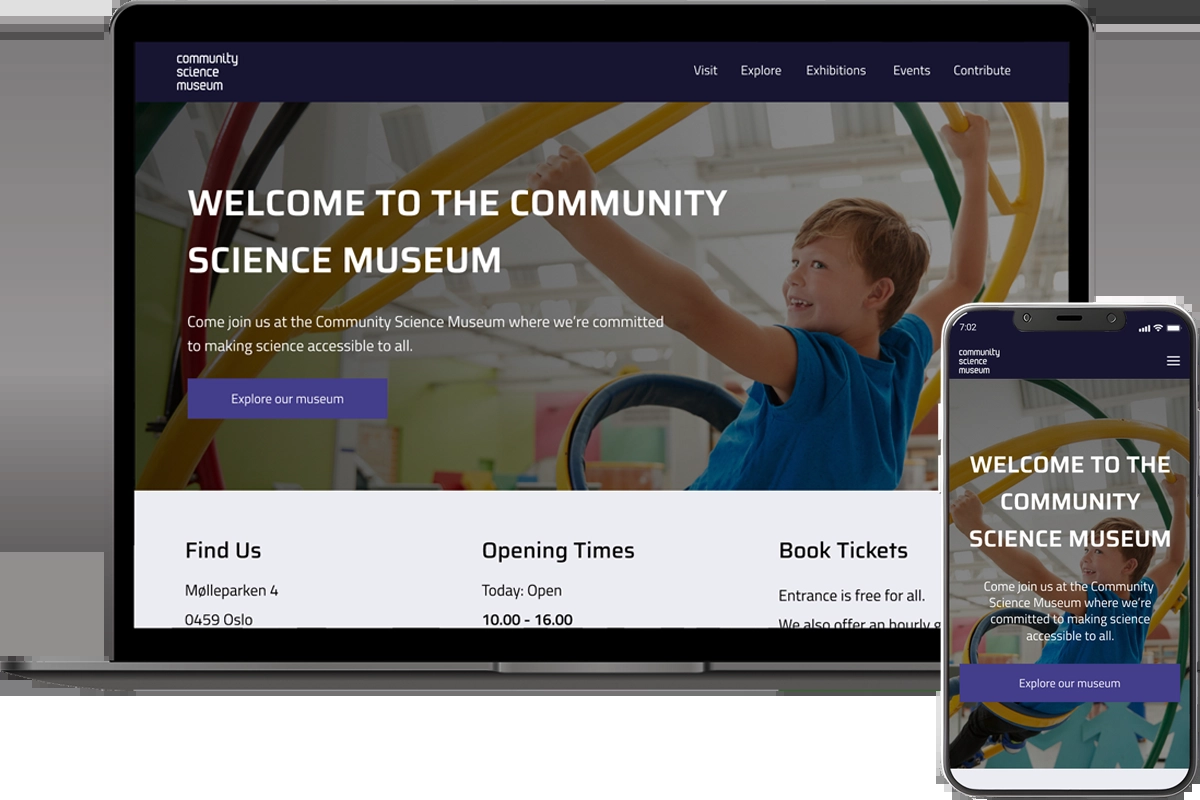 community
science
museum
Visit Explore Exhibitions Events Contribute
WELCOME TO THE COMMUNITY
SCIENCE MUSEUM
Come join us at the Community Science Museum where we're committed
to making science accessible to all.
Explore our museum
Find Us
Mølleparken 4
0459 Oslo
Opening Times
Today: Open
10.00 - 16.00
Book Tickets
Entrance is free for all.
We also offer an hourly g
7:02
community
science
museum
WELCOME TO THE
COMMUNITY
SCIENCE MUSEUM
Come join us at the Community
Science Museum where we're
committed to making science
accessible to all.
Explore our museum